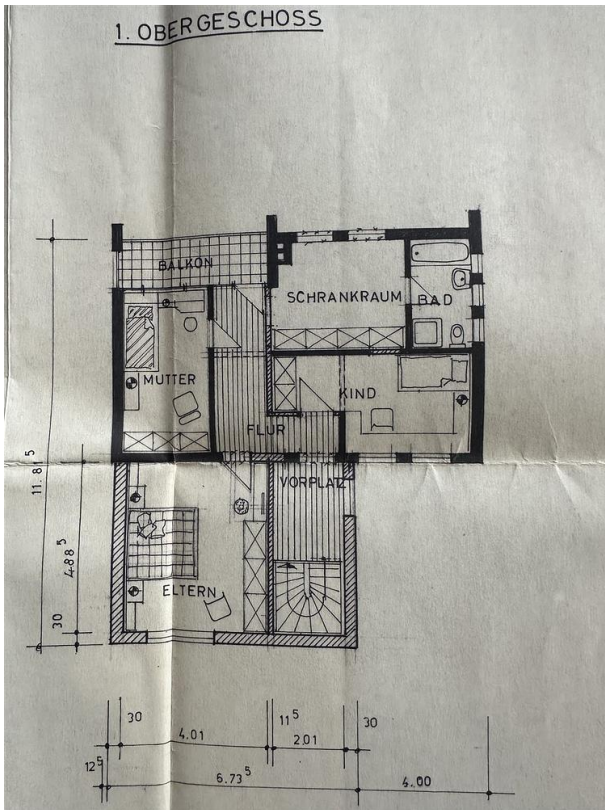 1. OBERGESCHOSS
BALKON
SCHRANKRAUM
BAD
MUTTER
KIND
FLUR
VORPLATZ
ELTERN
11.81⁵
4.88⁵
30
30
4.01
11⁵
2.01
30
12⁵
6.73⁵
4.00